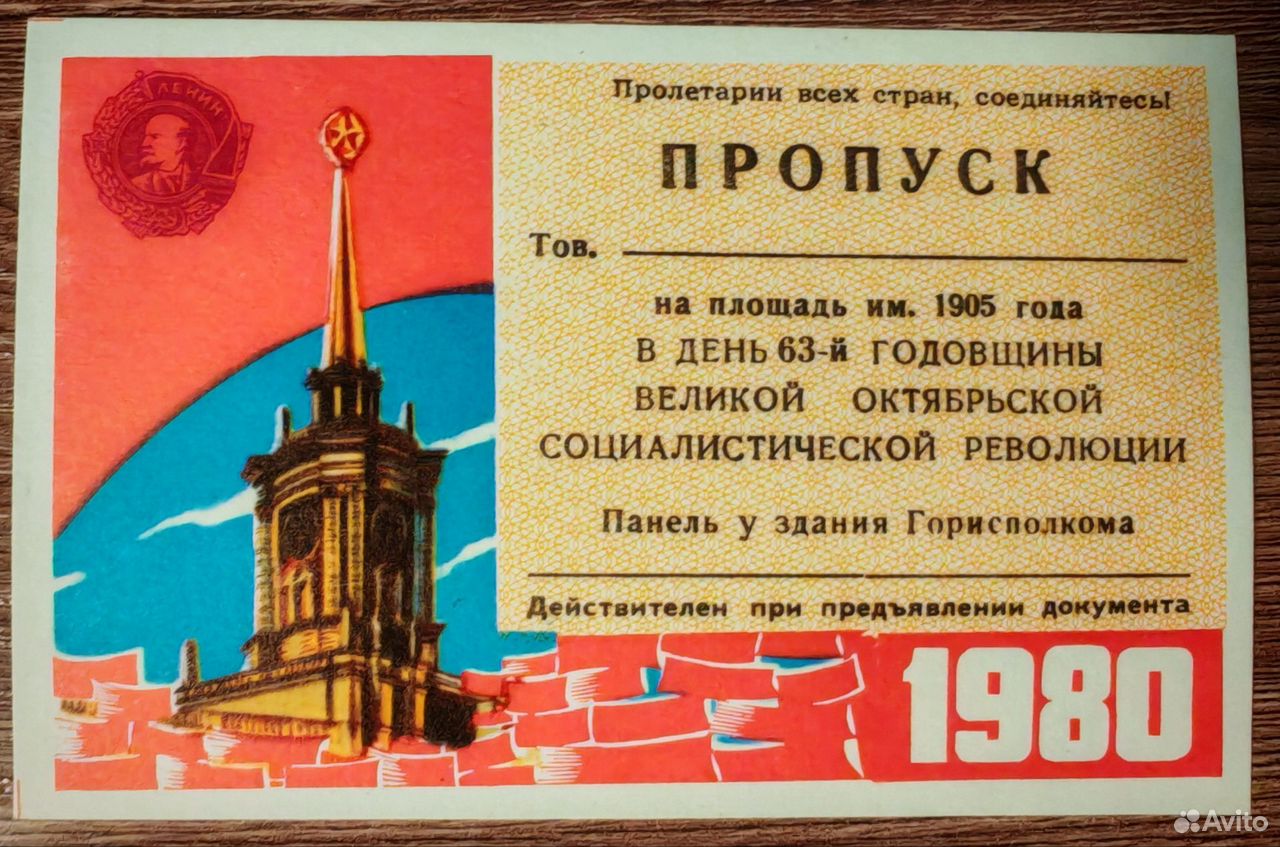 ЛЕНИН
Пролетарии всех стран, соединяйтесь!
ПРОПУСК
Тов.
на площадь им. 1905 года
В ДЕНЬ 63-й ГОДОВЩИНЫ
ВЕЛИКОЙ ОКТЯБРЬСКОЙ
СОЦИАЛИСТИЧЕСКОЙ РЕВОЛЮЦИИ
Панель у здания Горисполкома
Действителен при предъявлении документа
1980
Avito